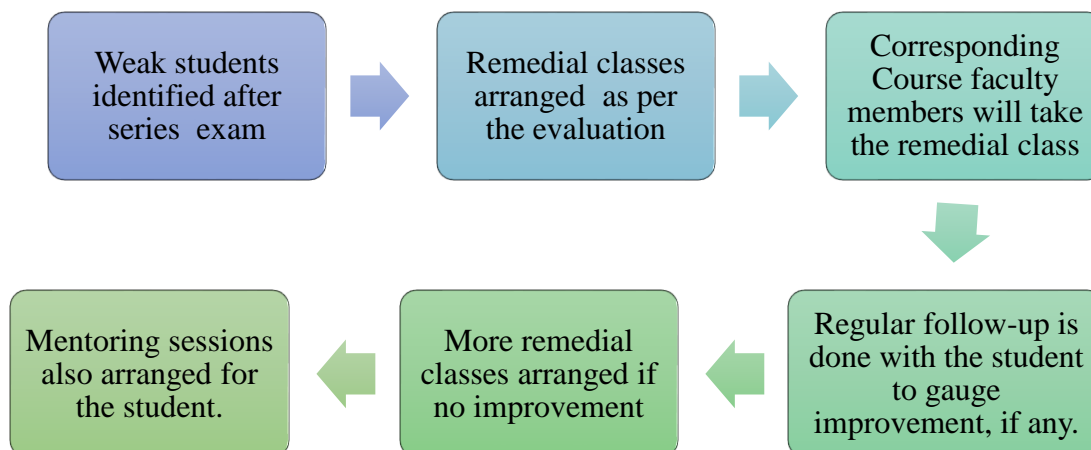 Weak students
identified after
series exam
Remedial classes
arranged as per
the evaluation
Corresponding
Course faculty
members will take
the remedial class
Regular follow-up is
done with the student
to gauge
improvement, if any.
More remedial
classes arranged if
no improvement
Mentoring sessions
also arranged for
the student.